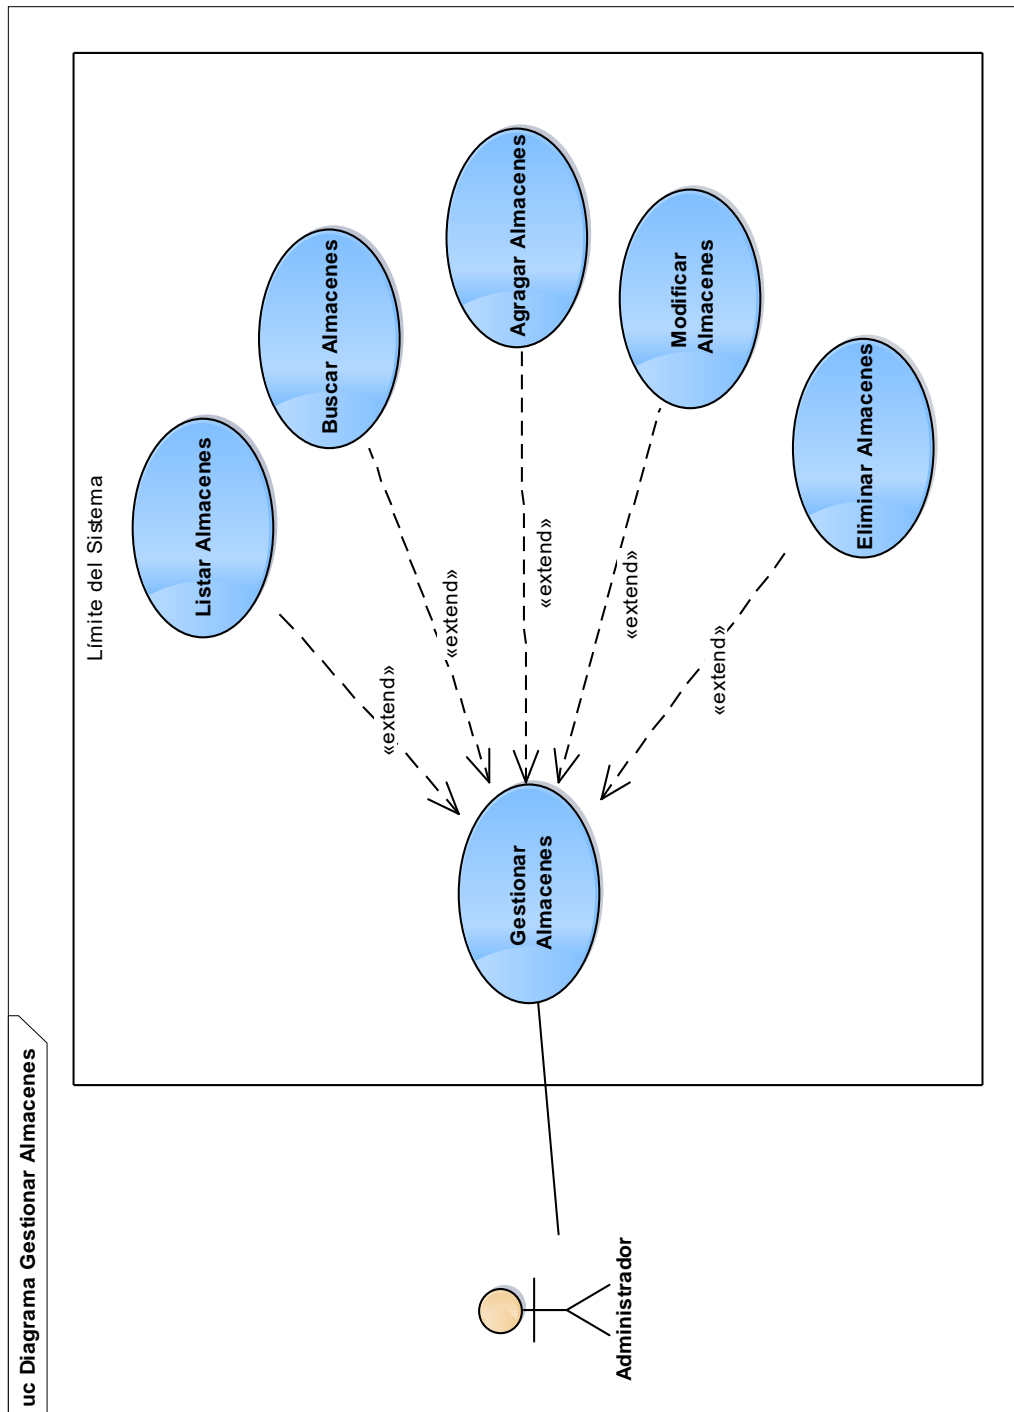 uc Diagrama Gestionar Almacenes
Límite del Sistema
Listar Almacenes
Buscar Almacenes
Agragar Almacenes
Modificar
Almacenes
Eliminar Almacenes
«extend»
«extend»
«extend»
«extend»
«extend»
Gestionar
Almacenes
Administrador